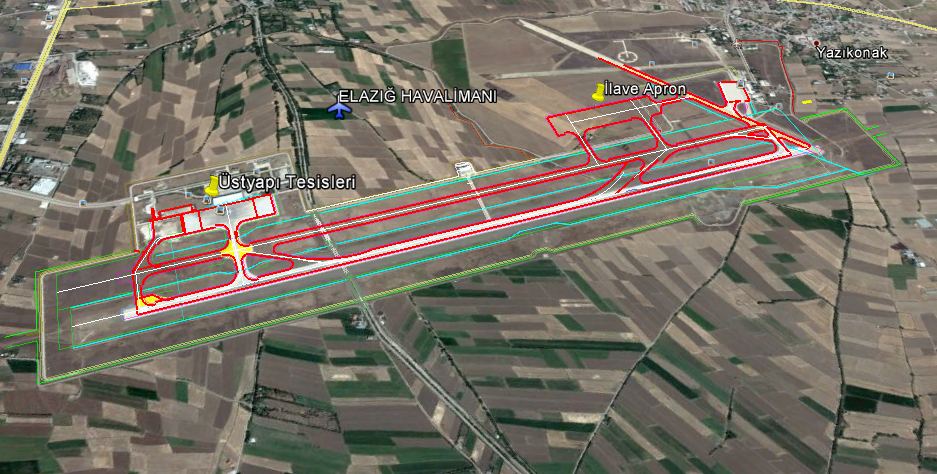 Yazıkonak
İlave Apron
ELAZIĞ HAVALİMANI
Üstyapı Tesisleri